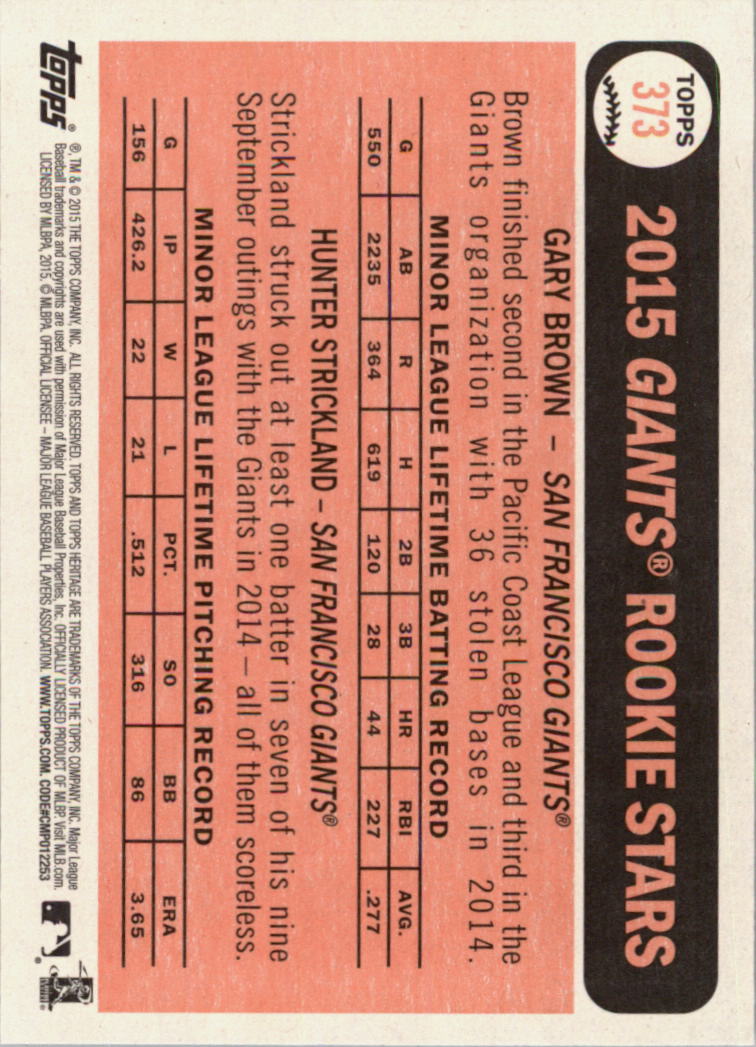 TOPPS
373
2015 GIANTS® ROOKIE STARS
GARY BROWN – SAN FRANCISCO GIANTS®
Brown finished second in the Pacific Coast League and third in the
Giants organization with 36 stolen bases in 2014.
MINOR LEAGUE LIFETIME BATTING RECORD
G AB R H 2B 3B HR RBI AVG.
550 2235 364 619 120 28 44 227 .277
HUNTER STRICKLAND – SAN FRANCISCO GIANTS®
Strickland struck out at least one batter in seven of his nine
September outings with the Giants in 2014 – all of them scoreless.
MINOR LEAGUE LIFETIME PITCHING RECORD
G IP W L PCT. SO BB ERA
156 426.2 22 21 .512 316 86 3.65
topps®
®, TM & © 2015 THE TOPPS COMPANY, INC. ALL RIGHTS RESERVED. TOPPS AND TOPPS HERITAGE ARE TRADEMARKS OF THE TOPPS COMPANY, INC. Major League
Baseball trademarks and copyrights are used with permission of Major League Baseball Properties, Inc. OFFICIALLY LICENSED PRODUCT OF MLBP. Visit MLB.com.
LICENSED BY MLBPA, 2015. © MLBPA. OFFICIAL LICENSEE – MAJOR LEAGUE BASEBALL PLAYERS ASSOCIATION. WWW.TOPPS.COM. CODE#CMP012253